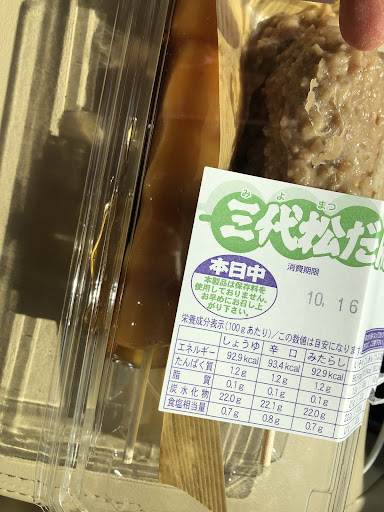 み よ まつ
三代松だ
消費期限
本日中
本製品は保存料を
使用しておりません。
お早めにお召し上
がり下さい。
10.16
栄養成分表示(100gあたり)/この数値は目安になりま
しょうゆ 辛口 みたらし
エネルギー 92.9kcal 93.4kcal 92.9kcal
たんぱく質 1.2g 1.2g 1.2g
脂質 0.1g 0.1g 0.1g
炭水化物 22.0g 22.1g 22.0g
食塩相当量 0.7g 0.8g 0.7g